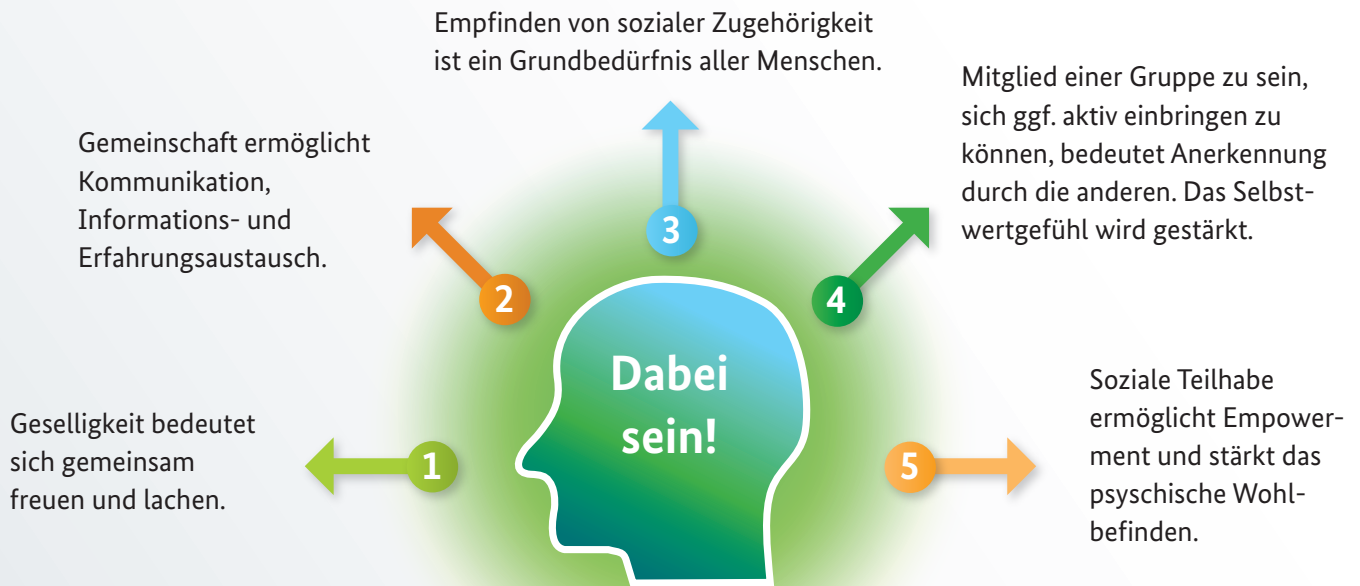 Empfinden von sozialer Zugehörigkeit
ist ein Grundbedürfnis aller Menschen.
Mitglied einer Gruppe zu sein,
sich ggf. aktiv einbringen zu
können, bedeutet Anerkennung
durch die anderen. Das Selbst-
wertgefühl wird gestärkt.
Gemeinschaft ermöglicht
Kommunikation,
Informations- und
Erfahrungsaustausch.
3
2
4
Dabei
sein!
Soziale Teilhabe
ermöglicht Empower-
ment und stärkt das
psyschische Wohl-
befinden.
Geselligkeit bedeutet
sich gemeinsam
freuen und lachen.
1
5